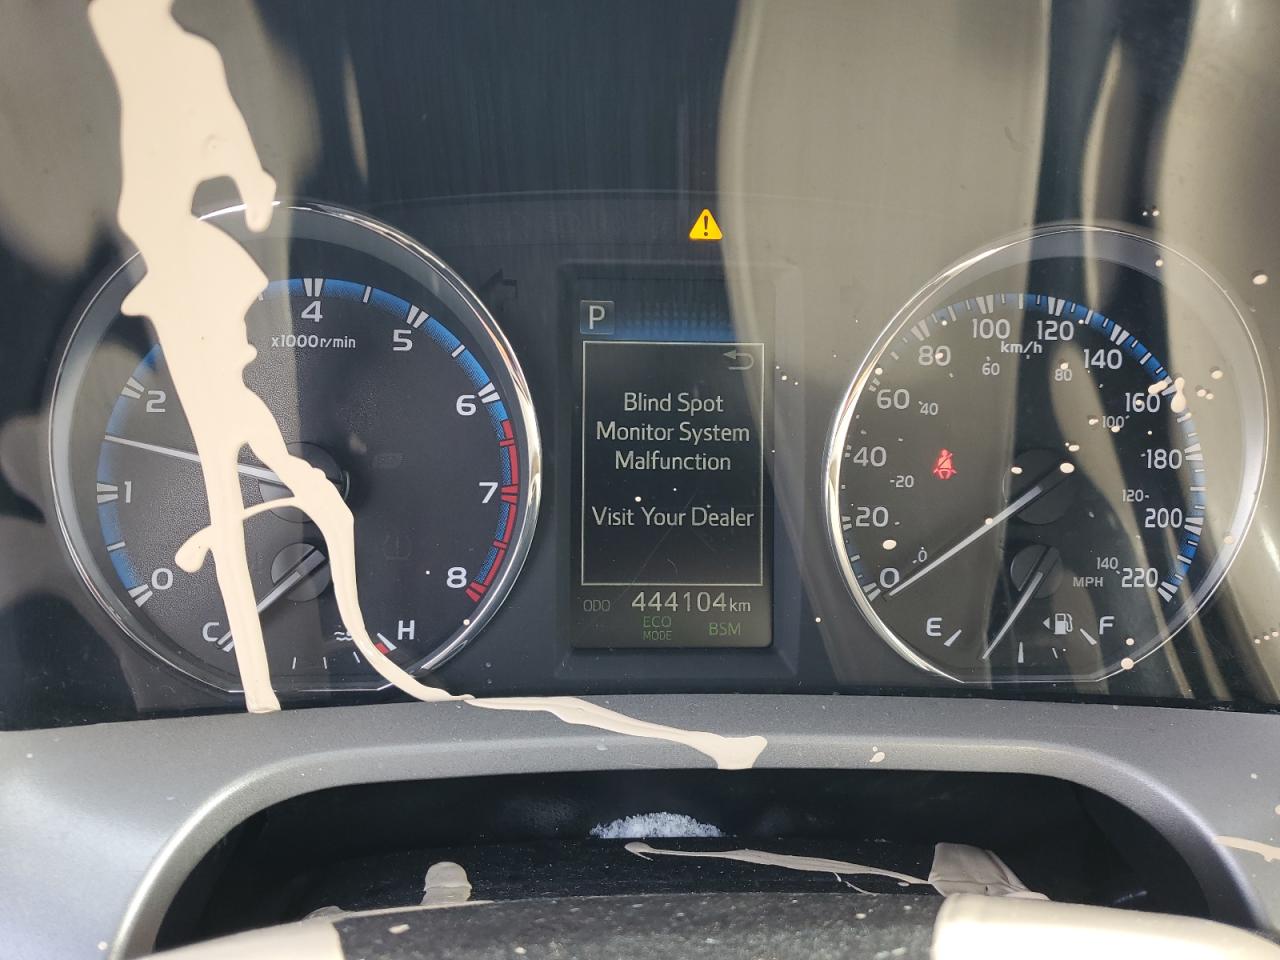 4
x1000r/min
5
2
6
1
7
0
8
C
H
P
Blind Spot
Monitor System
Malfunction
Visit Your Dealer
ODO 444104 km
ECO
MODE
BSM
100
120
km/h
80
140
60
80
60
40
160
100
40
180
20
120
20
200
0
0
140
MPH
220
E
F